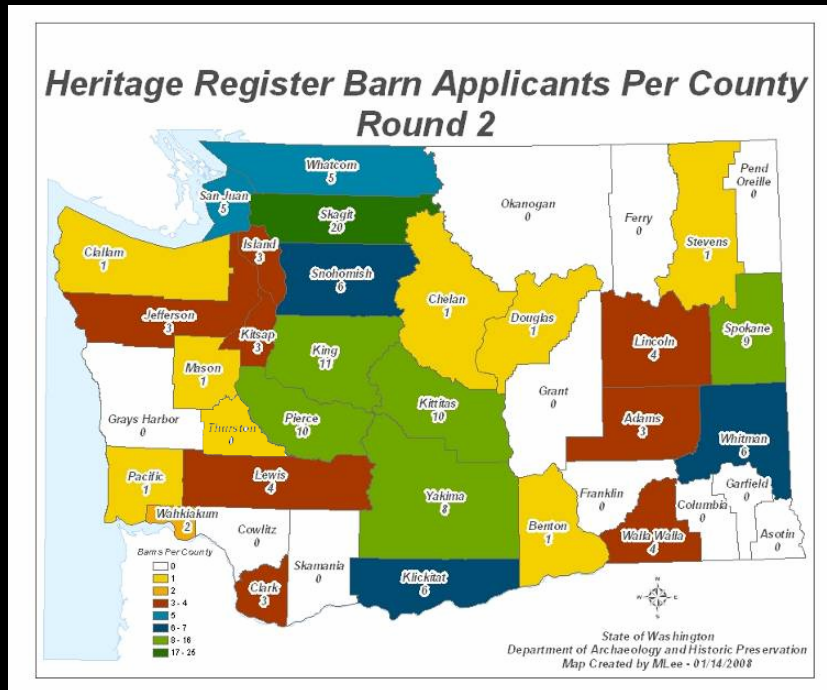 Heritage Register Barn Applicants Per County
Round 2
Whatcom
5
San Juan
5
Skagit
20
Okanogan
0
Ferry
0
Pend
Oreille
0
Stevens
1
Clallam
1
Island
3
Snohomish
6
Chelan
1
Douglas
1
Jefferson
3
Kitsap
3
King
11
Lincoln
4
Spokane
9
Mason
1
Grant
0
Grays Harbor
0
Thurston
0
Pierce
10
Kittitas
10
Adams
3
Whitman
6
Pacific
1
Lewis
4
Yakima
8
Franklin
0
Garfield
0
Columbia
0
Asotin
0
Wahkiakum
2
Cowlitz
0
Benton
1
Walla Walla
4
Skamania
0
Clark
3
Klickitat
6
Barns Per County
0
1
2
3 - 4
5
6 - 7
8 - 16
17 - 25
N
W
E
S
State of Washington
Department of Archaeology and Historic Preservation
Map Created by MLee - 01/14/2008